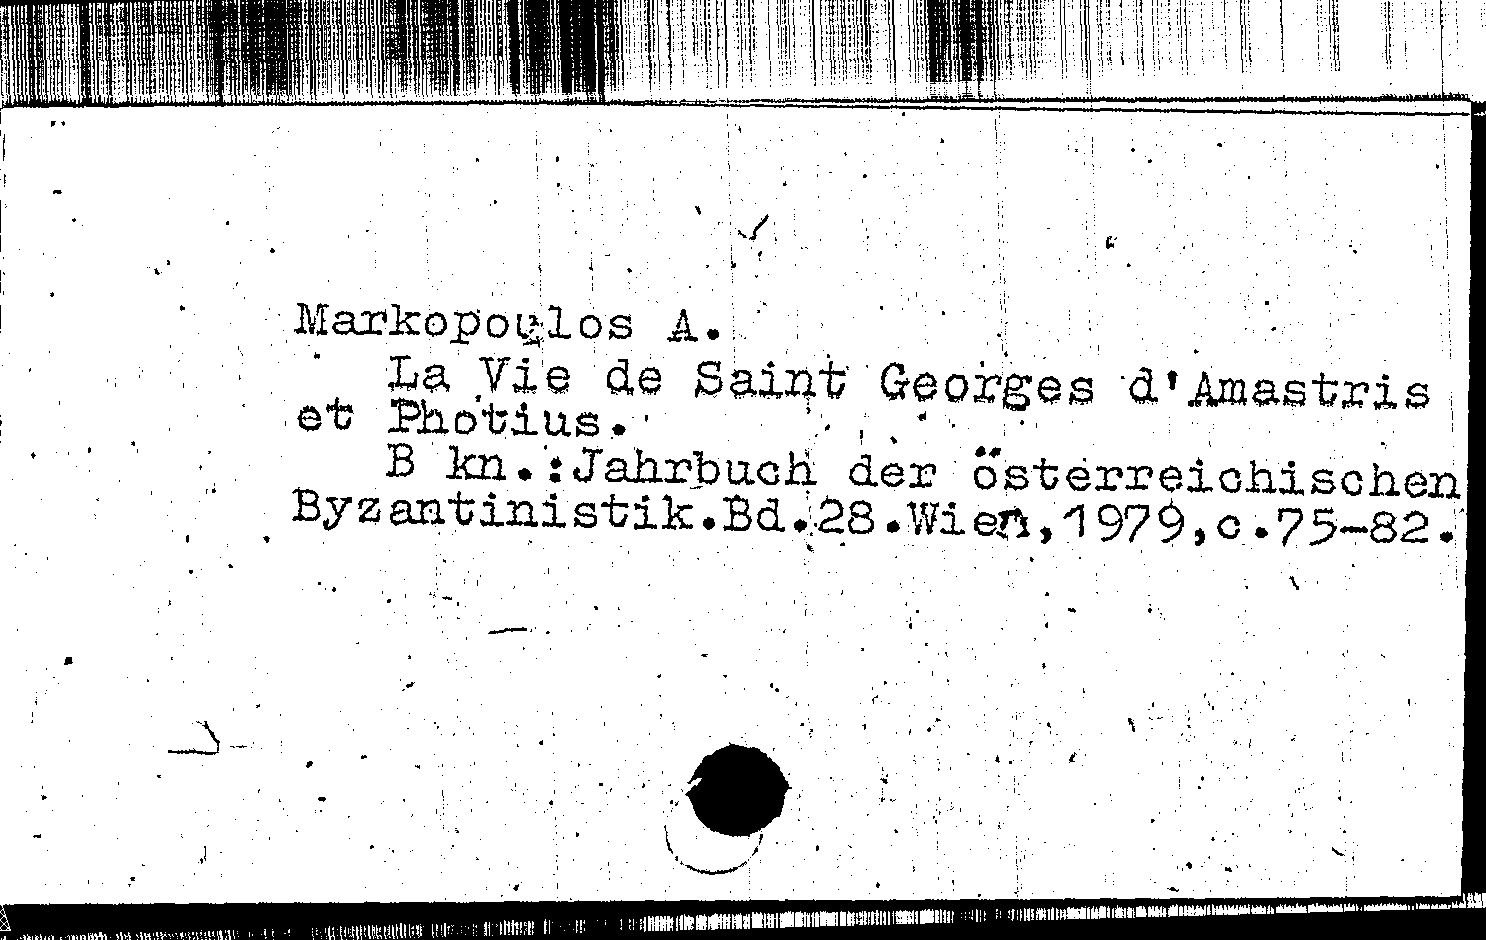 Markopoulos A.
La Vie de Saint Georges d'Amastris
et Photius.
B kn.:Jahrbuch der österreichischen
Byzantinistik.Bd.28.Wien,1979,c.75-82.